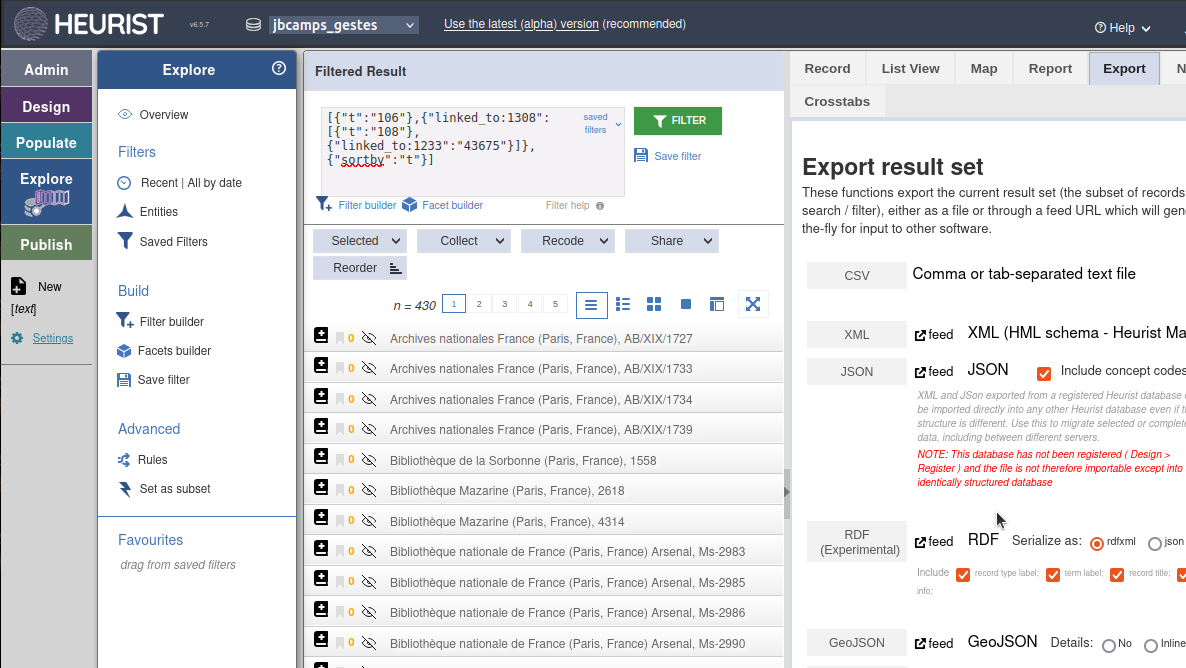 HEURIST
v6.5.7
jbcamps_gestes
Use the latest (alpha) version (recommended)
Help
Admin
Design
Populate
Explore
Publish
New
[text]
Settings
Explore
Overview
Filters
Recent | All by date
Entities
Saved Filters
Build
Filter builder
Facets builder
Save filter
Advanced
Rules
Set as subset
Favourites
drag from saved filters
Filtered Result
[{"t":"106"},{"linked_to:1308":
[{"t":"108"},
{"linked_to:1233":"43675"}]},
{"sortby":"t"}]
saved
filters
FILTER
Save filter
Filter builder
Facet builder
Filter help
Selected
Collect
Recode
Share
Reorder
n = 430
1 2 3 4 5
0 Archives nationales France (Paris, France), AB/XIX/1727
0 Archives nationales France (Paris, France), AB/XIX/1733
0 Archives nationales France (Paris, France), AB/XIX/1734
0 Archives nationales France (Paris, France), AB/XIX/1739
0 Bibliothèque de la Sorbonne (Paris, France), 1558
0 Bibliothèque Mazarine (Paris, France), 2618
0 Bibliothèque Mazarine (Paris, France), 4314
0 Bibliothèque nationale de France (Paris, France) Arsenal, Ms-2983
0 Bibliothèque nationale de France (Paris, France) Arsenal, Ms-2985
0 Bibliothèque nationale de France (Paris, France) Arsenal, Ms-2986
0 Bibliothèque nationale de France (Paris, France) Arsenal, Ms-2990
Record List View Map Report Export N
Crosstabs
Export result set
These functions export the current result set (the subset of records
search / filter), either as a file or through a feed URL which will gen
the-fly for input to other software.
CSV Comma or tab-separated text file
XML feed XML (HML schema - Heurist Ma
JSON feed JSON Include concept codes
XML and JSon exported from a registered Heurist database
be imported directly into any other Heurist database even if t
structure is different. Use this to migrate selected or complete
data, including between different servers.
NOTE: This database has not been registered ( Design >
Register ) and the file is not therefore importable except into
identically structured database
RDF
(Experimental)
feed RDF Serialize as: rdfxml json
Include record type label; term label; record title;
info;
GeoJSON feed GeoJSON Details: No Inline